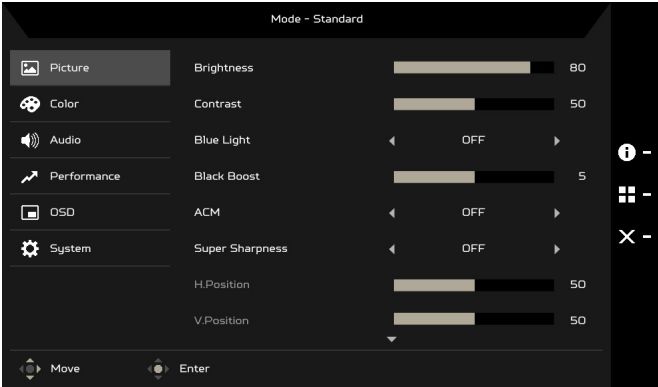 Mode - Standard
Picture
Brightness 80
Color
Contrast 50
Audio
Blue Light OFF
Performance
Black Boost 5
OSD
ACM OFF
System
Super Sharpness OFF
H.Position 50
V.Position 50
Move Enter